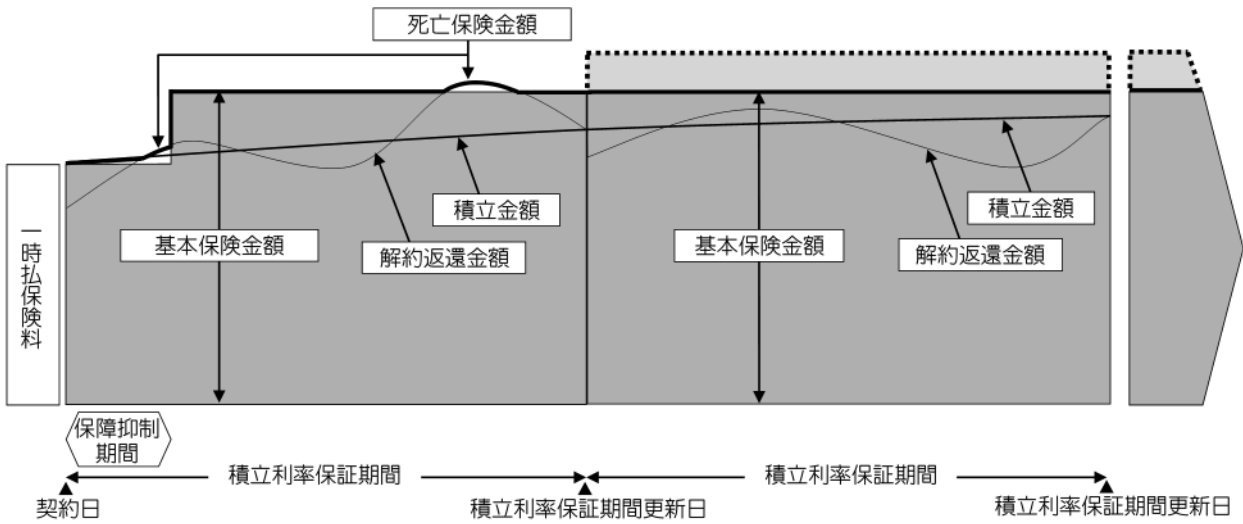 死亡保険金額
積立金額
積立金額
基本保険金額
解約返還金額
基本保険金額
解約返還金額
一時払保険料
保障抑制
期間
積立利率保証期間
積立利率保証期間
契約日
積立利率保証期間更新日
積立利率保証期間更新日